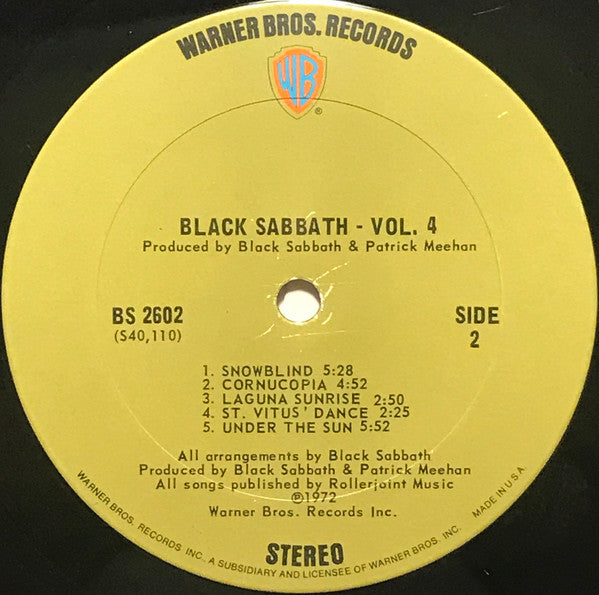 WARNER BROS. RECORDS
WB
®
BLACK SABBATH - VOL. 4
Produced by Black Sabbath & Patrick Meehan
BS 2602
(S40,110)
SIDE
2
1. SNOWBLIND 5:28
2. CORNUCOPIA 4:52
3. LAGUNA SUNRISE 2:50
4. ST. VITUS' DANCE 2:25
5. UNDER THE SUN 5:52
All arrangements by Black Sabbath
Produced by Black Sabbath & Patrick Meehan
All songs published by Rollerjoint Music
℗1972
Warner Bros. Records Inc.
STEREO
WARNER BROS. RECORDS INC., A SUBSIDIARY AND LICENSEE OF WARNER BROS. INC.
MADE IN U.S.A.